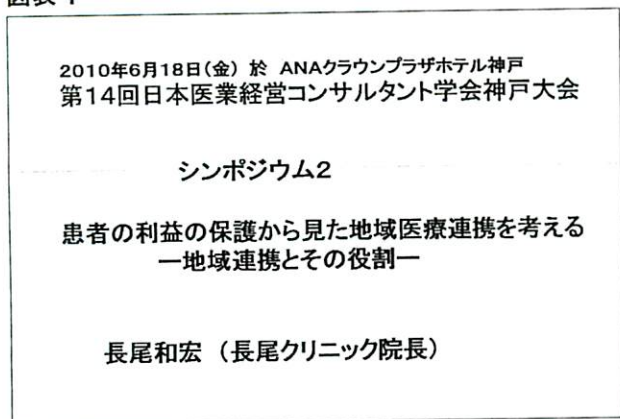 2010年6月18日(金) 於 ANAクラウンプラザホテル神戸
第14回日本医業経営コンサルタント学会神戸大会
シンポジウム2
患者の利益の保護から見た地域医療連携を考える
ー地域連携とその役割ー
長尾和宏 (長尾クリニック院長)